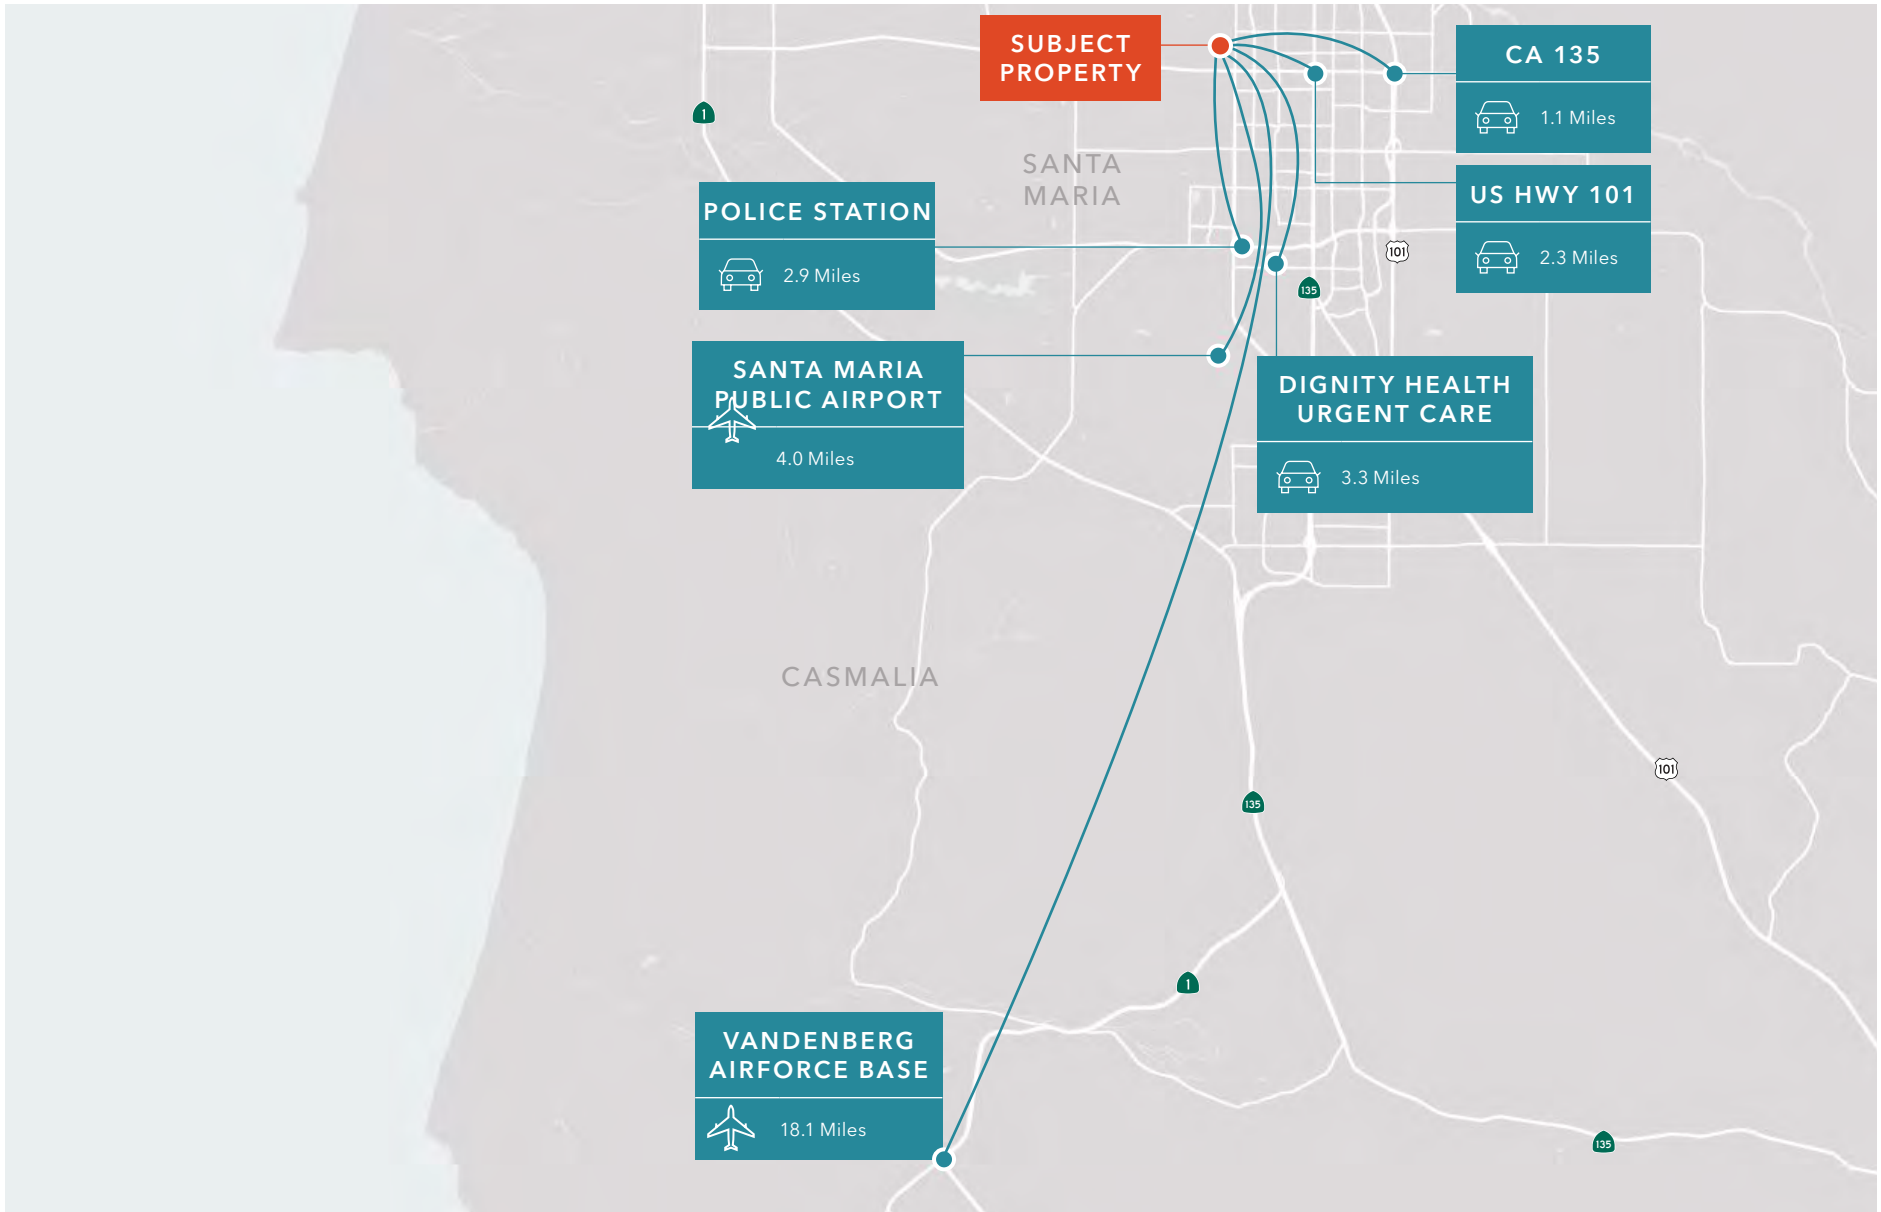 SUBJECT
PROPERTY
CA 135
1.1 Miles
1
SANTA
MARIA
US HWY 101
2.3 Miles
POLICE STATION
2.9 Miles
101
135
SANTA MARIA
PUBLIC AIRPORT
4.0 Miles
DIGNITY HEALTH
URGENT CARE
3.3 Miles
CASMALIA
101
135
1
VANDENBERG
AIRFORCE BASE
18.1 Miles
135